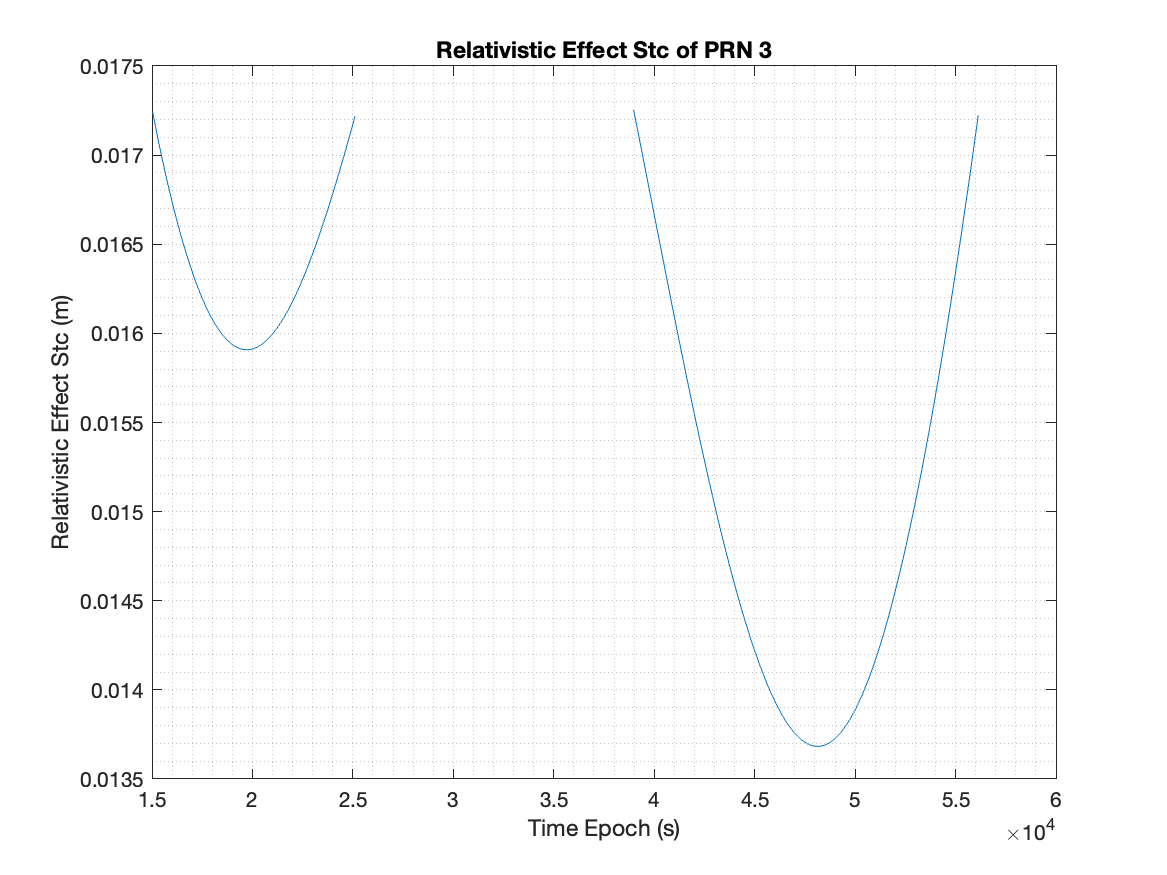 Relativistic Effect Stc of PRN 3
0.0175
0.017
0.0165
0.016
0.0155
0.015
0.0145
0.014
0.0135
Relativistic Effect Stc (m)
1.5 2 2.5 3 3.5 4 4.5 5 5.5 6
Time Epoch (s)
×10⁴